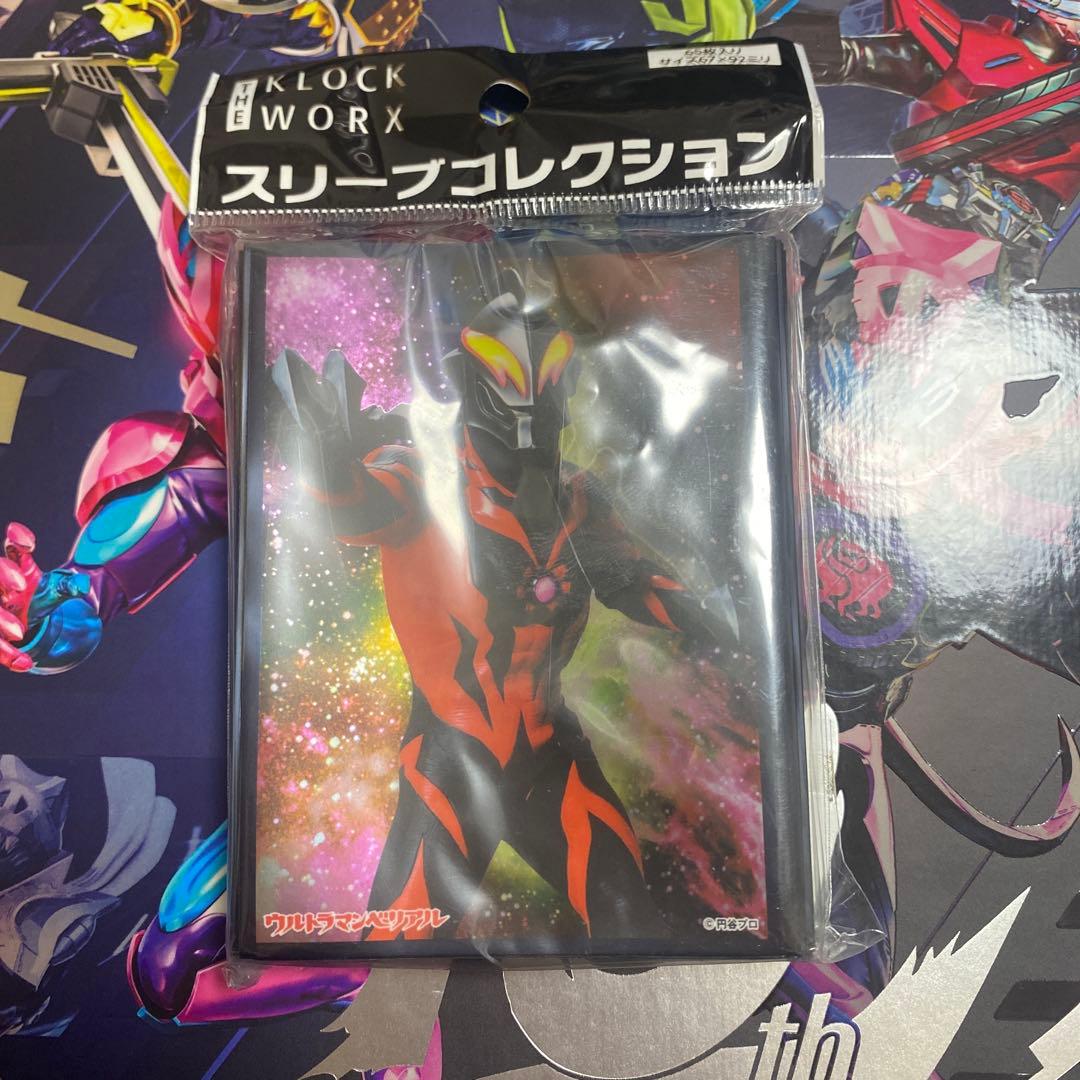 THE KLOCK
WORX
65枚入り
サイズ67×92ミリ
スリーブコレクション
ウルトラマンベリアル
©円谷プロ
th